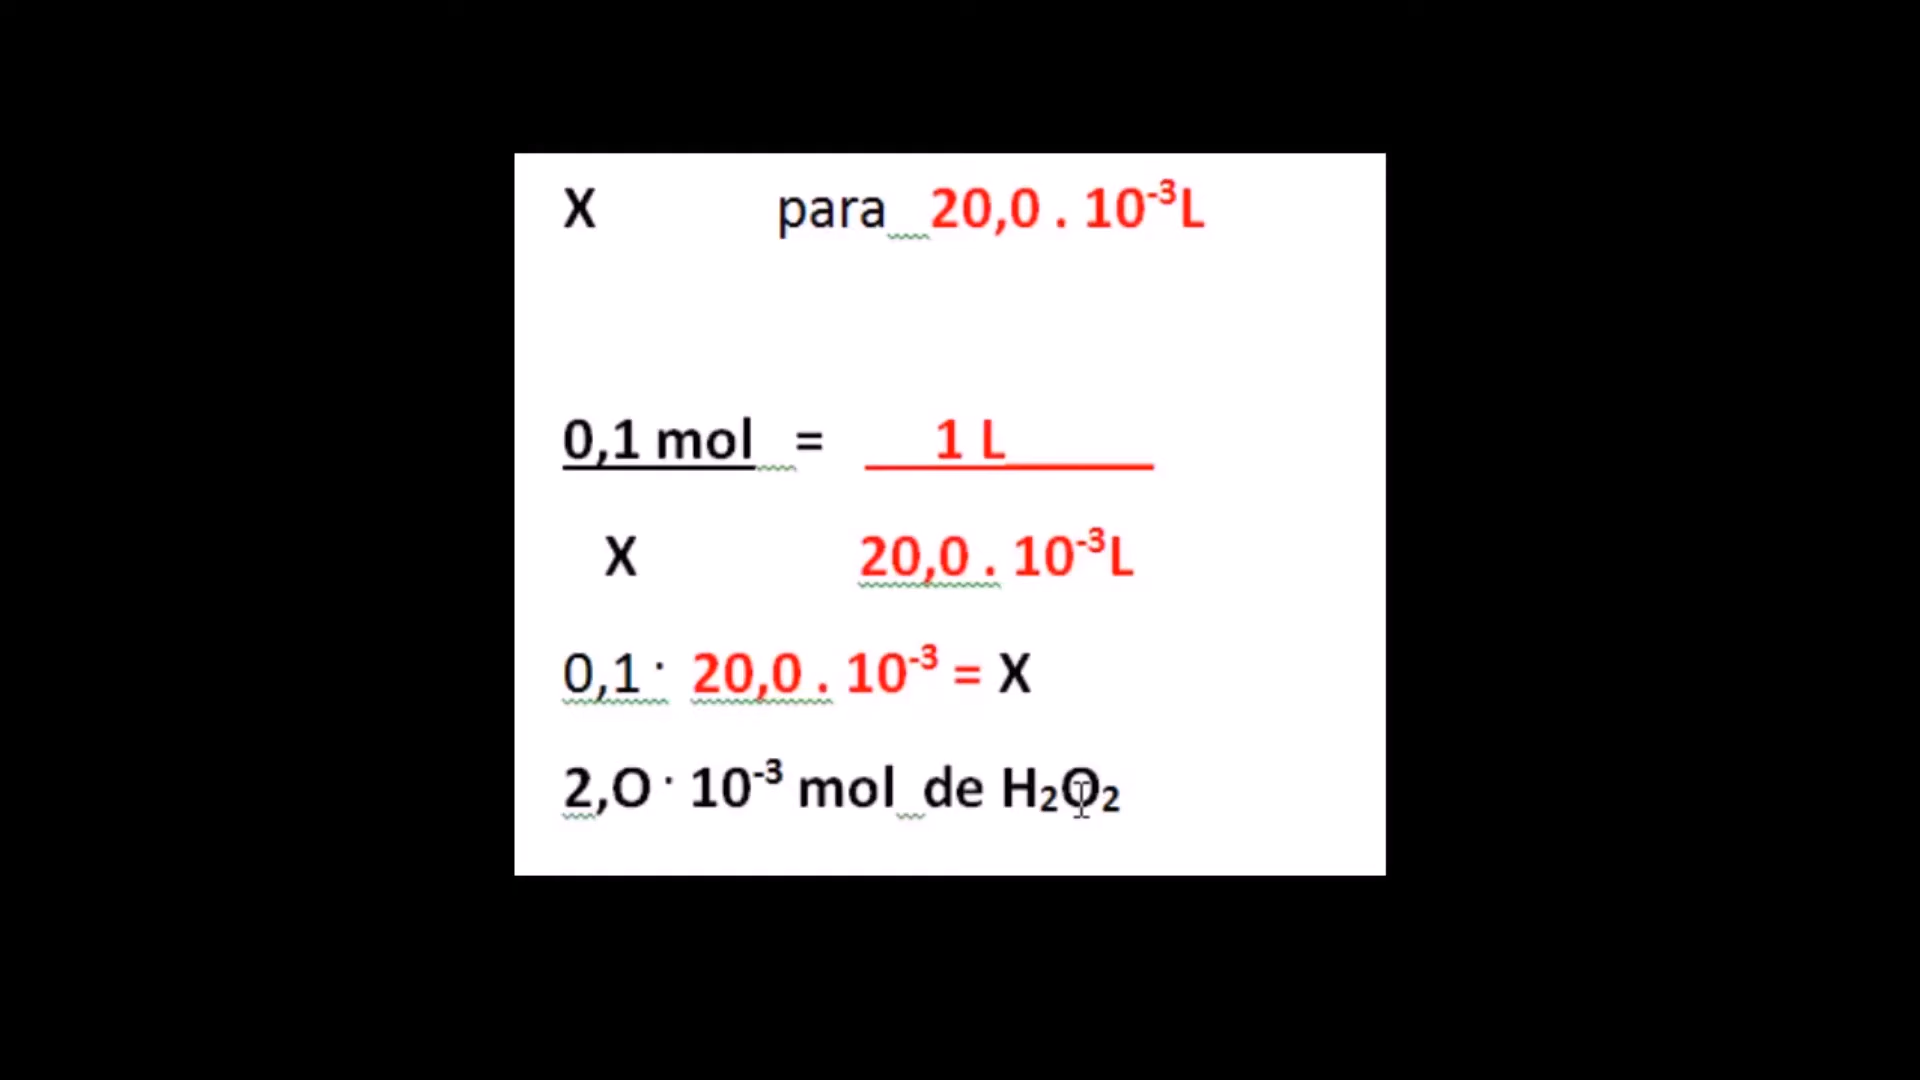 X para 20,0 . 10⁻³L
0,1 mol = 1 L
X 20,0 . 10⁻³L
0,1 · 20,0 . 10⁻³ = X
2,O · 10⁻³ mol de H₂O₂